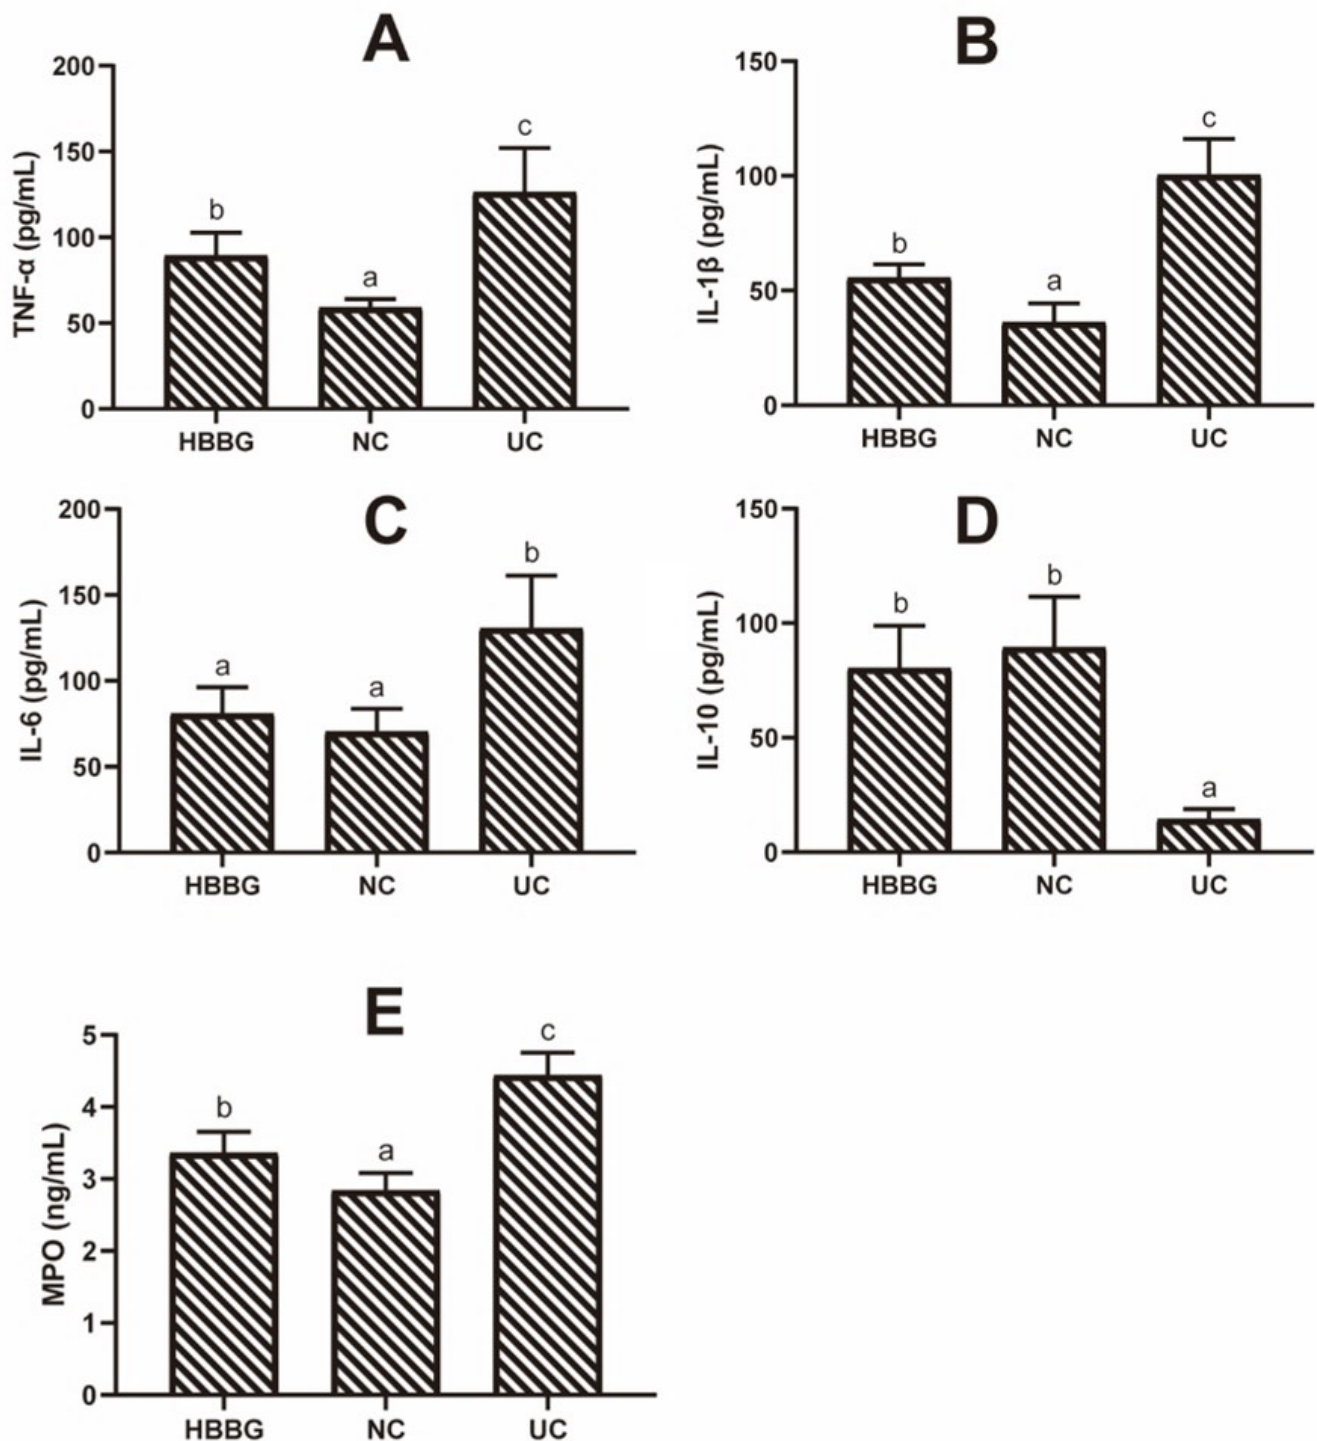 A
TNF-α (pg/mL)
200
150
100
50
0
b
a
c
HBBG NC UC
B
IL-1β (pg/mL)
150
100
50
0
b
a
c
HBBG NC UC
C
IL-6 (pg/mL)
200
150
100
50
0
a
a
b
HBBG NC UC
D
IL-10 (pg/mL)
150
100
50
0
b
b
a
HBBG NC UC
E
MPO (ng/mL)
5
4
3
2
1
0
b
a
c
HBBG NC UC